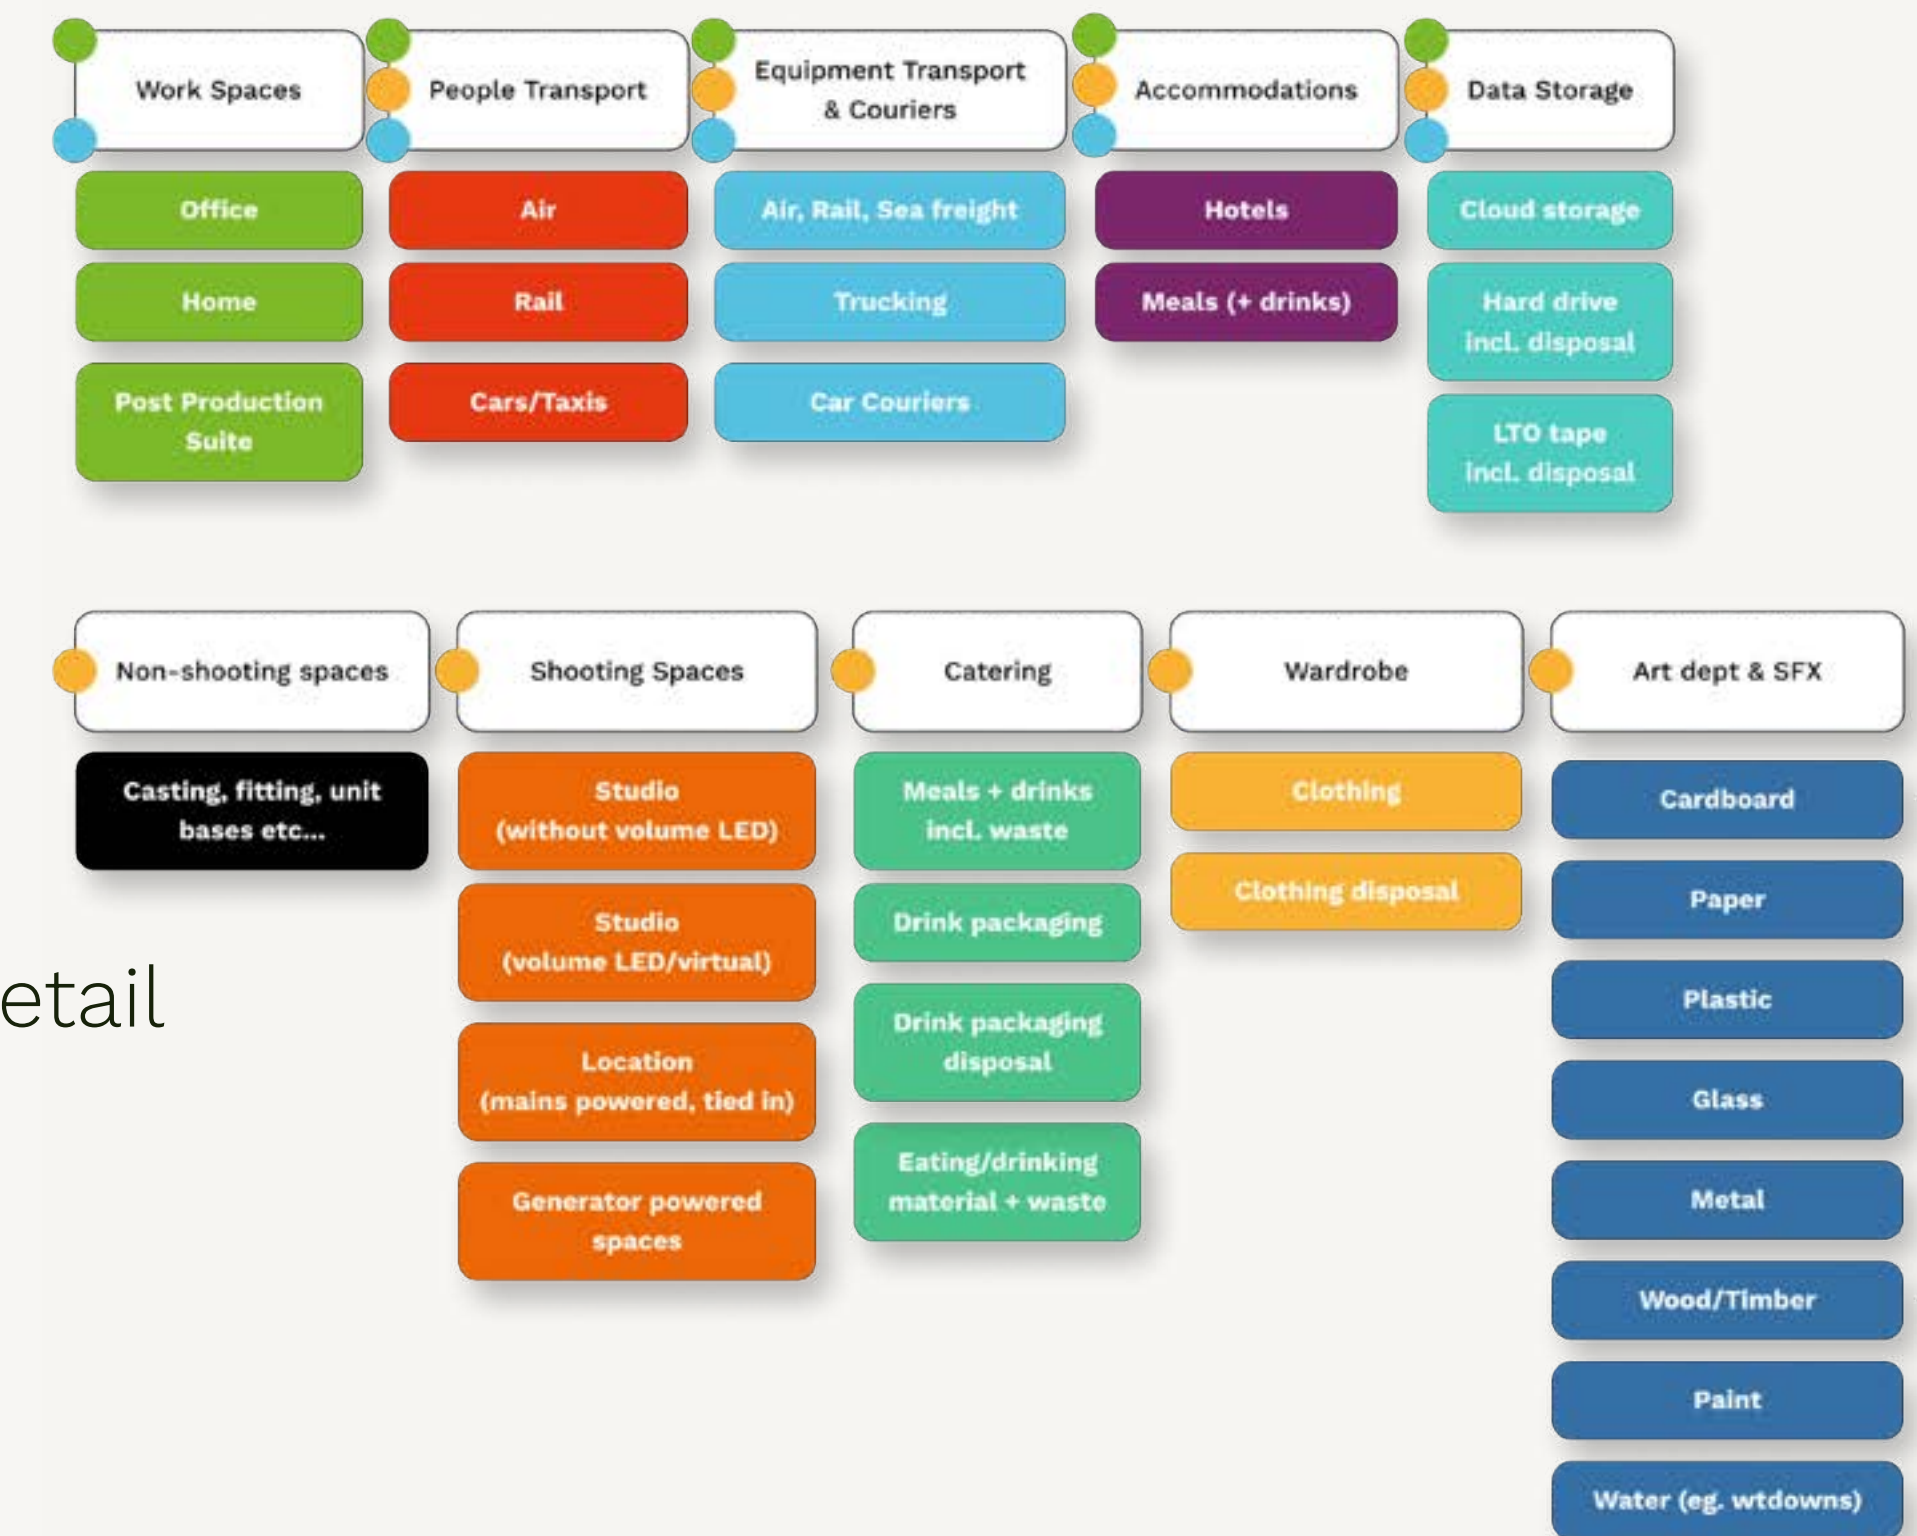 Work Spaces
Office
Home
Post Production
Suite
People Transport
Air
Rail
Cars/Taxis
Equipment Transport
& Couriers
Air, Rail, Sea freight
Trucking
Car Couriers
Accommodations
Hotels
Meals (+ drinks)
Data Storage
Cloud storage
Hard drive
incl. disposal
LTO tape
incl. disposal
Non-shooting spaces
Casting, fitting, unit
bases etc...
Shooting Spaces
Studio
(without volume LED)
Studio
(volume LED/virtual)
Location
(mains powered, tied in)
Generator powered
spaces
Catering
Meals + drinks
incl. waste
Drink packaging
Drink packaging
disposal
Eating/drinking
material + waste
Wardrobe
Clothing
Clothing disposal
Art dept & SFX
Cardboard
Paper
Plastic
Glass
Metal
Wood/Timber
Paint
Water (eg. wtdowns)
etail